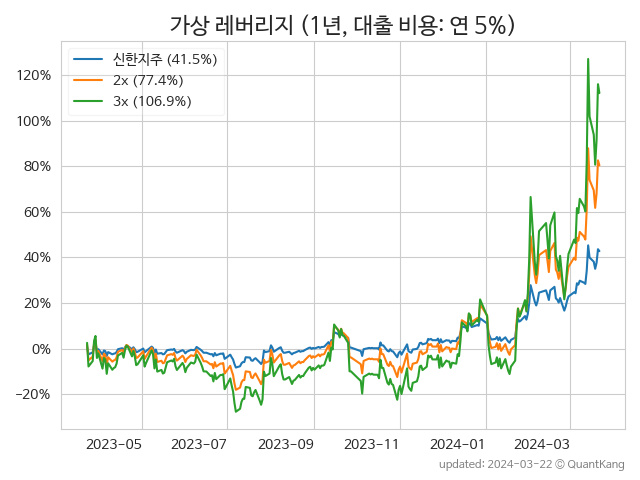 가상 레버리지 (1년, 대출 비용: 연 5%)
신한지주 (41.5%)
2x (77.4%)
3x (106.9%)
120%
100%
80%
60%
40%
20%
0%
−20%
2023-05
2023-07
2023-09
2023-11
2024-01
2024-03
updated: 2024-03-22 © QuantKang